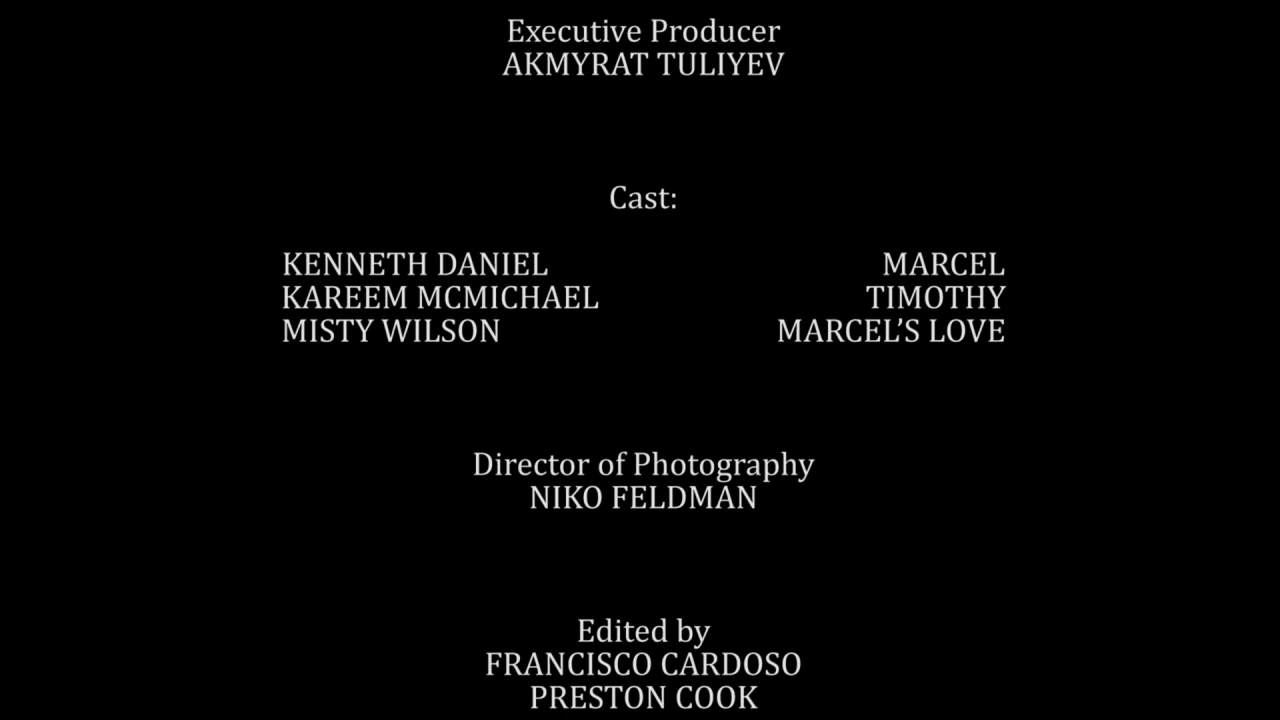 Executive Producer
AKMYRAT TULIYEV
Cast:
KENNETH DANIEL MARCEL
KAREEM MCMICHAEL TIMOTHY
MISTY WILSON MARCEL’S LOVE
Director of Photography
NIKO FELDMAN
Edited by
FRANCISCO CARDOSO
PRESTON COOK